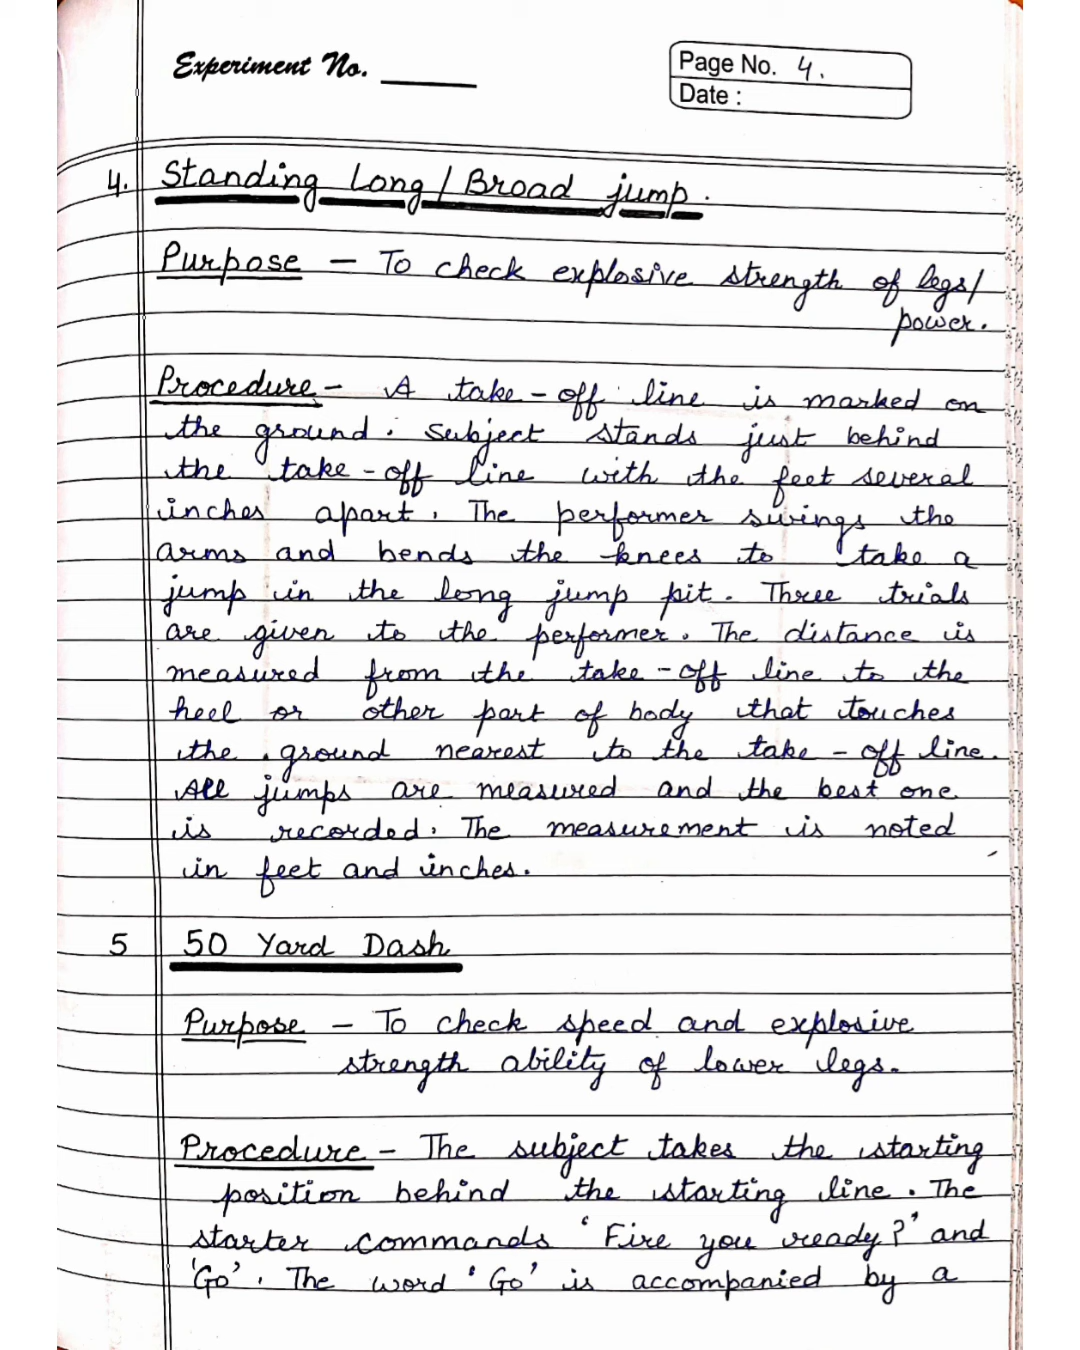 Experiment No. ______
Page No. 4.
Date :
4. Standing Long / Broad jump.
Purpose – To check explosive strength of legs/
power.
Procedure – A take-off line is marked on
the ground. Subject stands just behind
the take-off line with the feet several
inches apart. The performer swings the
arms and bends the knees to take a
jump in the long jump pit. Three trials
are given to the performer. The distance is
measured from the take-off line to the
heel or other part of body that touches
the ground nearest to the take-off line.
All jumps are measured and the best one
is recorded. The measurement is noted
in feet and inches.
5 50 Yard Dash
Purpose – To check speed and explosive
strength ability of lower legs.
Procedure – The subject takes the starting
position behind the starting line. The
starter commands 'Fire you ready?' and
'Go'. The word 'Go' is accompanied by a